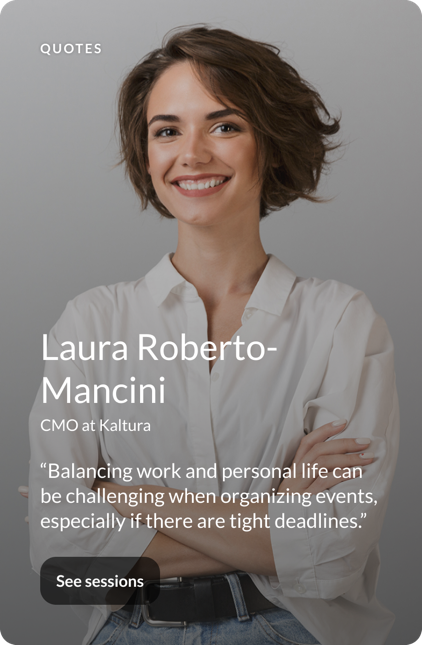 QUOTES
Laura Roberto-
Mancini
CMO at Kaltura
“Balancing work and personal life can
be challenging when organizing events,
especially if there are tight deadlines.”
See sessions